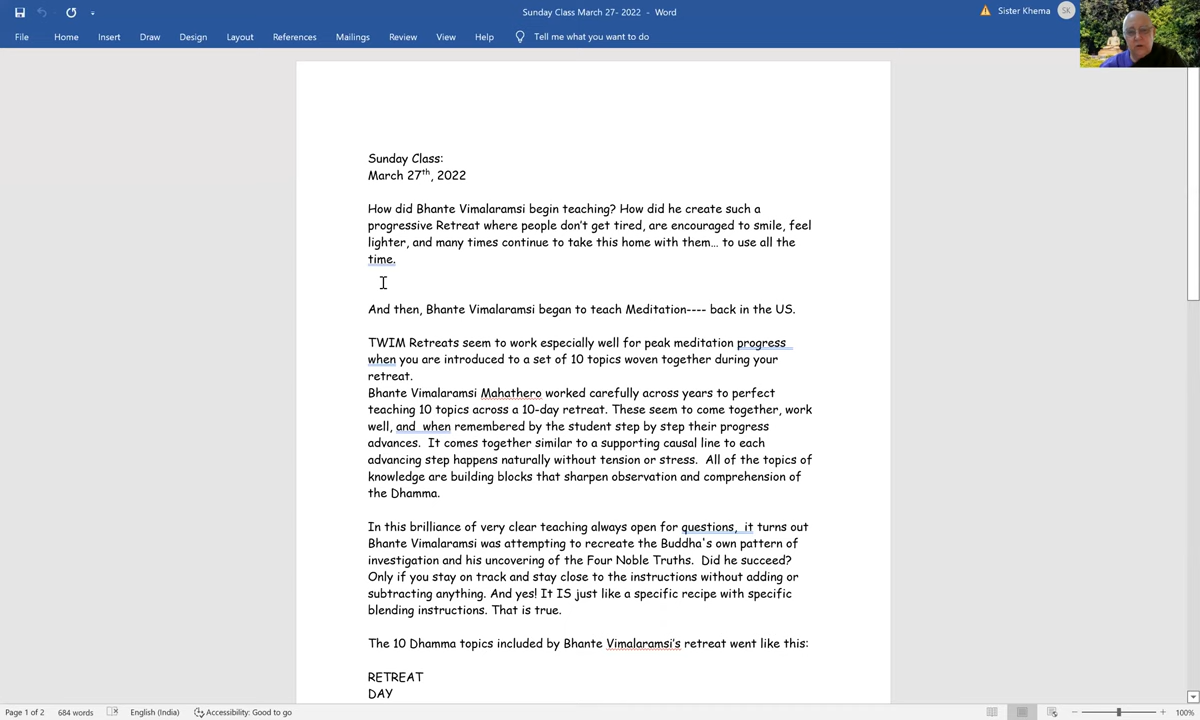 Sunday Class March 27- 2022 - Word
Sister Khema SK
File Home Insert Draw Design Layout References Mailings Review View Help Tell me what you want to do
Sunday Class:
March 27th, 2022
How did Bhante Vimalaramsi begin teaching? How did he create such a
progressive Retreat where people don't get tired, are encouraged to smile, feel
lighter, and many times continue to take this home with them... to use all the
time.
And then, Bhante Vimalaramsi began to teach Meditation---- back in the US.
TWIM Retreats seem to work especially well for peak meditation progress
when you are introduced to a set of 10 topics woven together during your
retreat.
Bhante Vimalaramsi Mahathero worked carefully across years to perfect
teaching 10 topics across a 10-day retreat. These seem to come together, work
well, and  when remembered by the student step by step their progress
advances.  It comes together similar to a supporting causal line to each
advancing step happens naturally without tension or stress.  All of the topics of
knowledge are building blocks that sharpen observation and comprehension of
the Dhamma.
In this brilliance of very clear teaching always open for questions,  it turns out
Bhante Vimalaramsi was attempting to recreate the Buddha's own pattern of
investigation and his uncovering of the Four Noble Truths.  Did he succeed?
Only if you stay on track and stay close to the instructions without adding or
subtracting anything. And yes! It IS just like a specific recipe with specific
blending instructions. That is true.
The 10 Dhamma topics included by Bhante Vimalaramsi's retreat went like this:
RETREAT
DAY
Page 1 of 2 684 words English (India) Accessibility: Good to go 100%